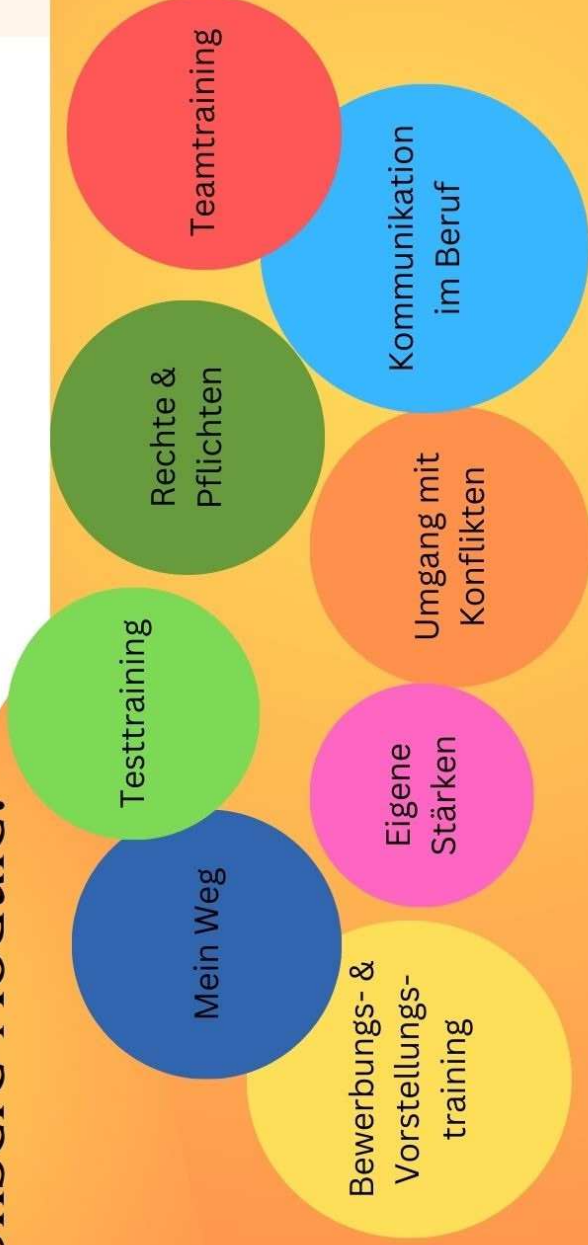 Mein Weg
Testtraining
Rechte &
Pflichten
Teamtraining
Bewerbungs- &
Vorstellungs-
training
Eigene
Stärken
Umgang mit
Konflikten
Kommunikation
im Beruf